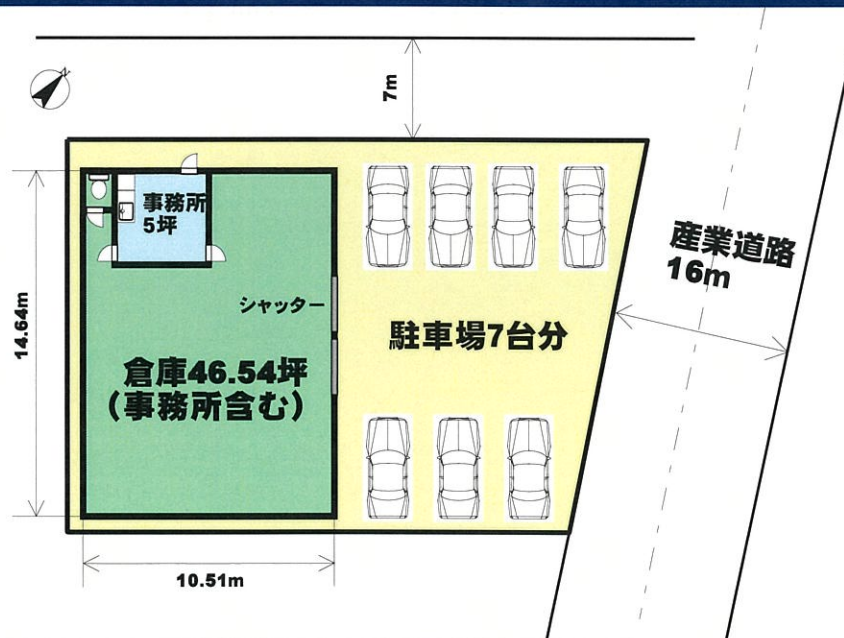 N
7m
事務所
5坪
産業道路
16m
シャッター
14.64m
駐車場7台分
倉庫46.54坪
(事務所含む)
10.51m